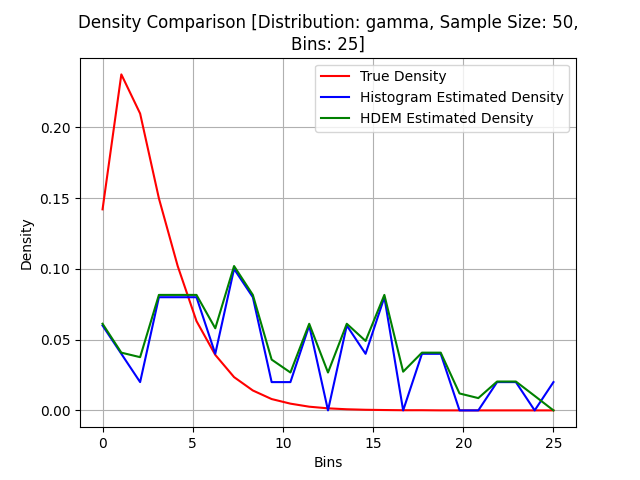 Density Comparison [Distribution: gamma, Sample Size: 50,
Bins: 25]
True Density
Histogram Estimated Density
HDEM Estimated Density
0.20
0.15
0.10
0.05
0.00
Density
0
5
10
15
20
25
Bins